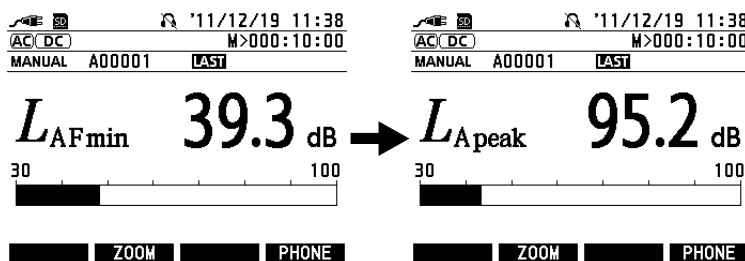 SD '11/12/19 11:38
AC DC M>000:10:00
MANUAL A00001 LAST
LAFmin 39.3 dB
30 100
ZOOM PHONE
SD '11/12/19 11:38
AC DC M>000:10:00
MANUAL A00001 LAST
LApeak 95.2 dB
30 100
ZOOM PHONE